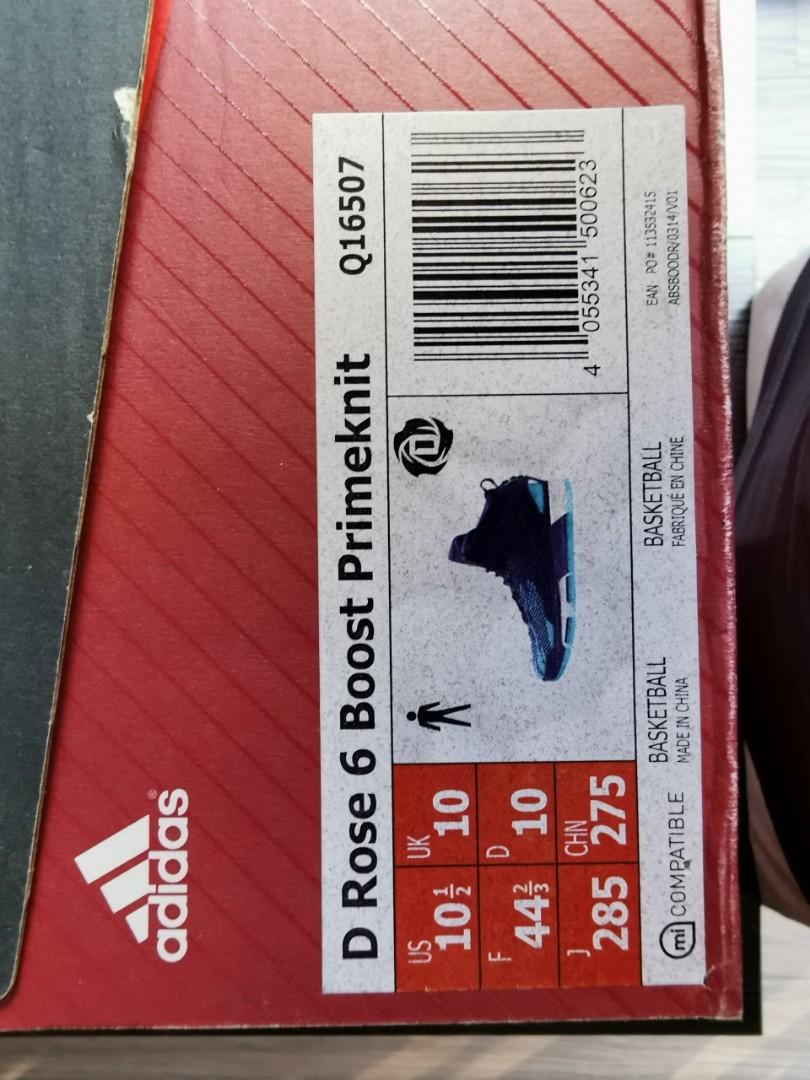 adidas®
D Rose 6 Boost Primeknit Q16507
US 10½ UK 10
F 44⅔ D 10
J 285 CHN 275
D
4 055341 500623
mi COMPATIBLE
BASKETBALL
MADE IN CHINA
BASKETBALL
FABRIQUÉ EN CHINE
EAN PO# 113532415
ABSBOODR/0314/V01